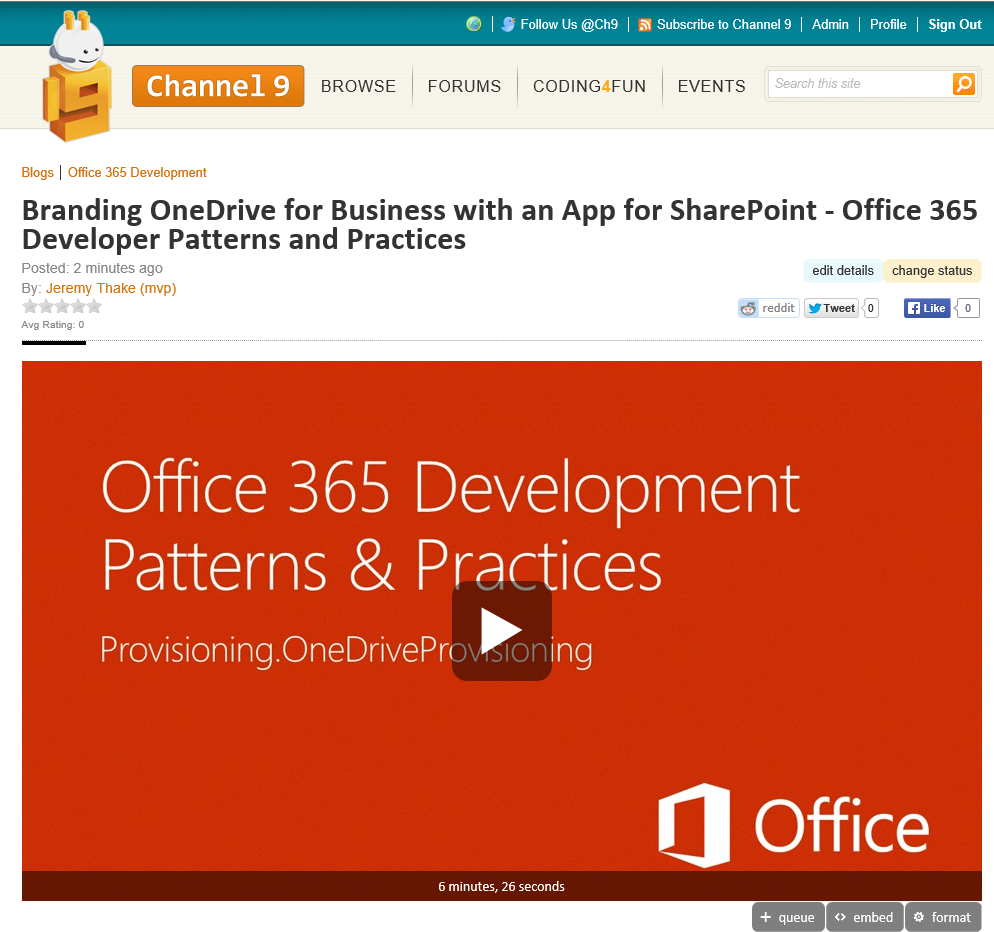 Follow Us @Ch9 | Subscribe to Channel 9 | Admin | Profile | Sign Out
9
Channel 9 BROWSE FORUMS CODING4FUN EVENTS Search this site
Blogs | Office 365 Development
Branding OneDrive for Business with an App for SharePoint - Office 365
Developer Patterns and Practices
Posted: 2 minutes ago
edit details change status
By: Jeremy Thake (mvp)
reddit Tweet 0 Like 0
Avg Rating: 0
Office 365 Development
Patterns & Practices
Provisioning.OneDriveProvisioning
Office
6 minutes, 26 seconds
+ queue <> embed format